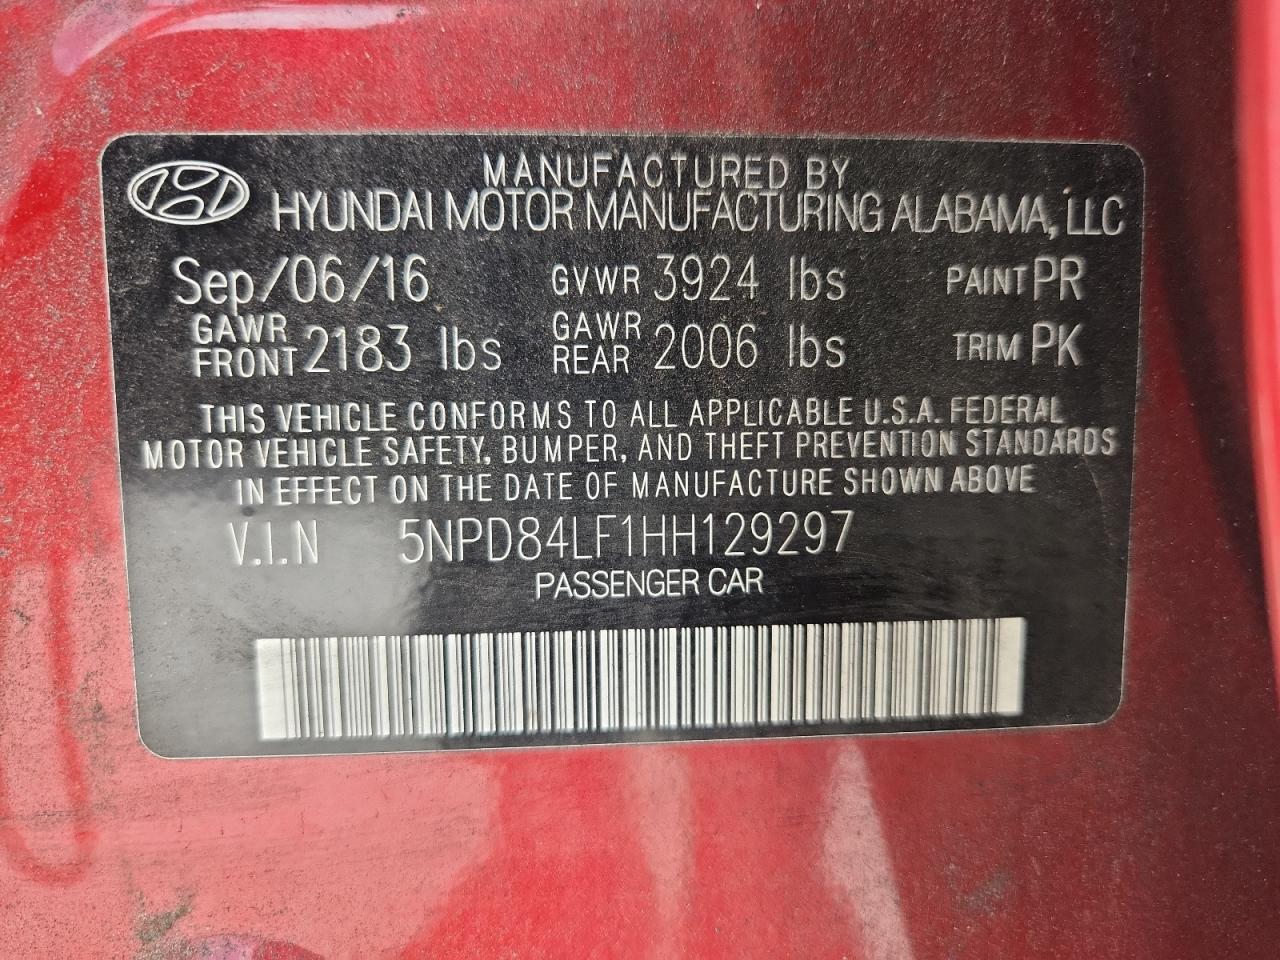 MANUFACTURED BY
HYUNDAI MOTOR MANUFACTURING ALABAMA, LLC
Sep/06/16 GVWR 3924 lbs PAINT PR
GAWR FRONT 2183 lbs GAWR REAR 2006 lbs TRIM PK
THIS VEHICLE CONFORMS TO ALL APPLICABLE U.S.A. FEDERAL
MOTOR VEHICLE SAFETY, BUMPER, AND THEFT PREVENTION STANDARDS
IN EFFECT ON THE DATE OF MANUFACTURE SHOWN ABOVE
V.I.N 5NPD84LF1HH129297
PASSENGER CAR